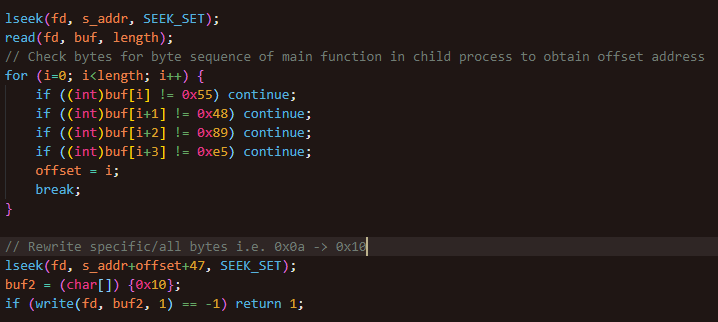 lseek(fd, s_addr, SEEK_SET);
read(fd, buf, length);
// Check bytes for byte sequence of main function in child process to obtain offset address
for (i=0; i<length; i++) {
    if ((int)buf[i] != 0x55) continue;
    if ((int)buf[i+1] != 0x48) continue;
    if ((int)buf[i+2] != 0x89) continue;
    if ((int)buf[i+3] != 0xe5) continue;
    offset = i;
    break;
}

// Rewrite specific/all bytes i.e. 0x0a -> 0x10
lseek(fd, s_addr+offset+47, SEEK_SET);
buf2 = (char[]) {0x10};
if (write(fd, buf2, 1) == -1) return 1;